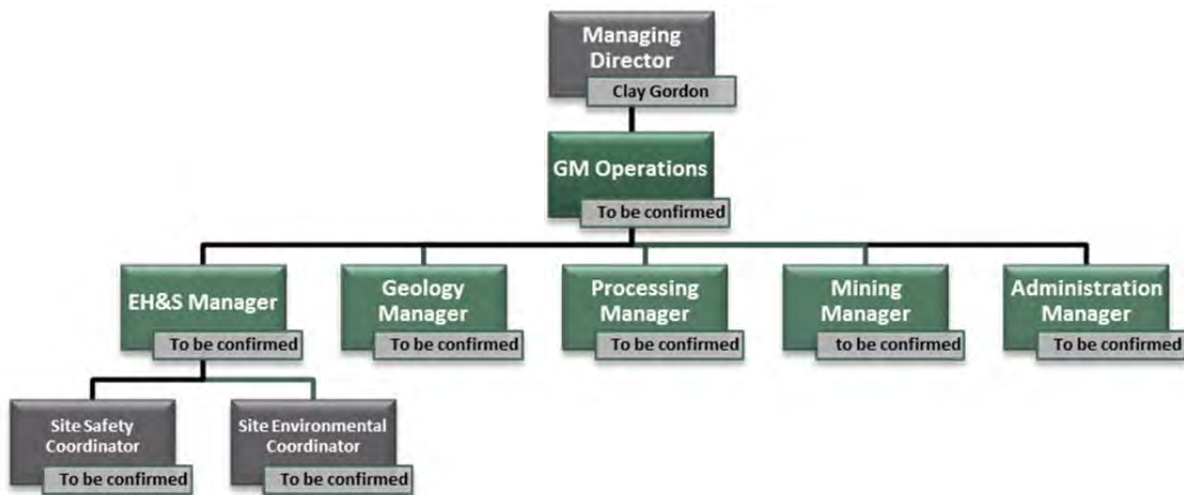 Managing
Director
Clay Gordon
GM Operations
To be confirmed
EH&S Manager
To be confirmed
Geology
Manager
To be confirmed
Processing
Manager
To be confirmed
Mining
Manager
to be confirmed
Administration
Manager
To be confirmed
Site Safety
Coordinator
To be confirmed
Site Environmental
Coordinator
To be confirmed